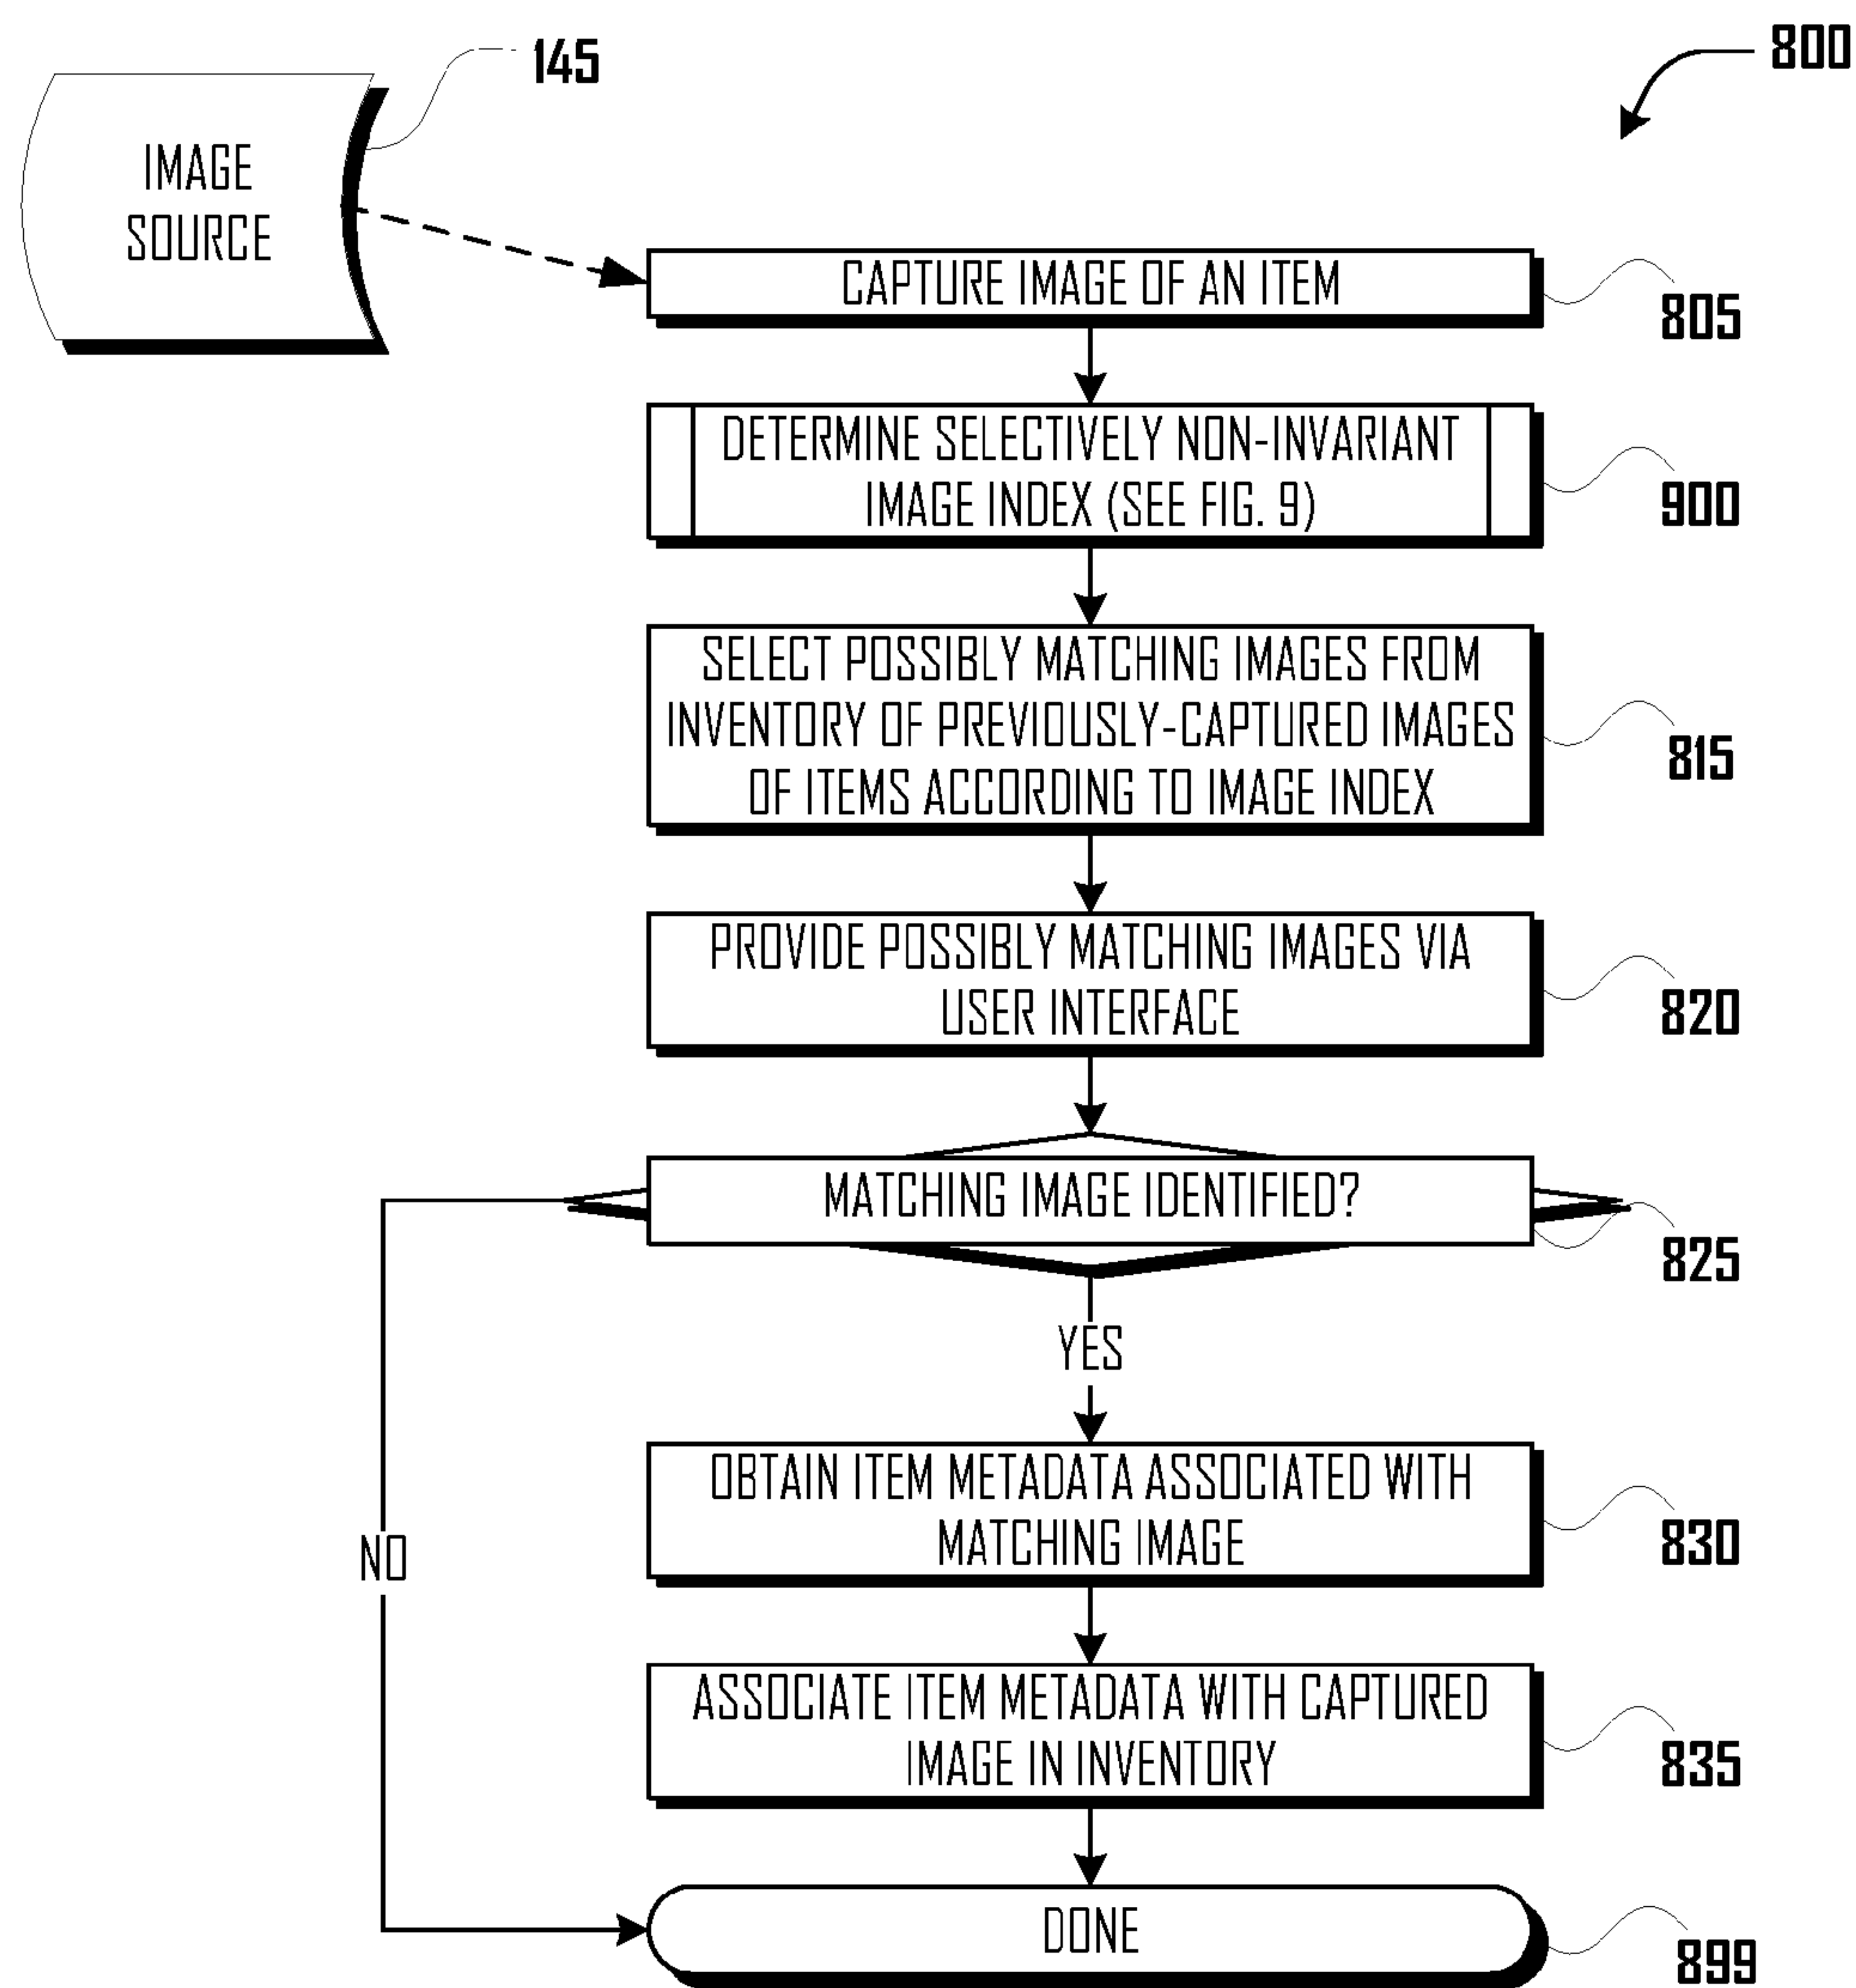 145
800
IMAGE
SOURCE
CAPTURE IMAGE OF AN ITEM
805
DETERMINE SELECTIVELY NON-INVARIANT
IMAGE INDEX (SEE FIG. 9)
900
SELECT POSSIBLY MATCHING IMAGES FROM
INVENTORY OF PREVIOUSLY-CAPTURED IMAGES
OF ITEMS ACCORDING TO IMAGE INDEX
815
PROVIDE POSSIBLY MATCHING IMAGES VIA
USER INTERFACE
820
MATCHING IMAGE IDENTIFIED?
825
YES
NO
OBTAIN ITEM METADATA ASSOCIATED WITH
MATCHING IMAGE
830
ASSOCIATE ITEM METADATA WITH CAPTURED
IMAGE IN INVENTORY
835
DONE
899